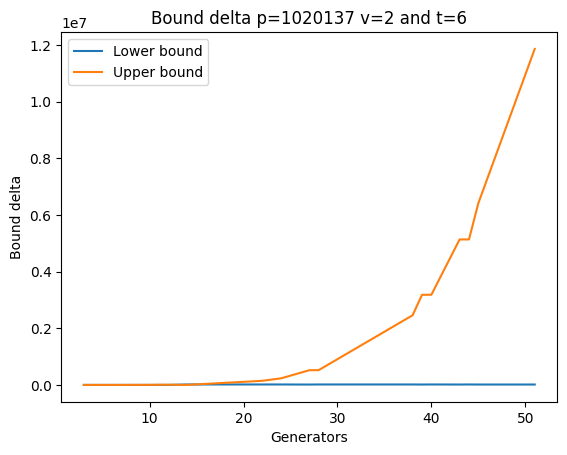 Bound delta p=1020137 v=2 and t=6
1e7
Lower bound
Upper bound
1.2
1.0
0.8
0.6
0.4
0.2
0.0
Bound delta
10 20 30 40 50
Generators